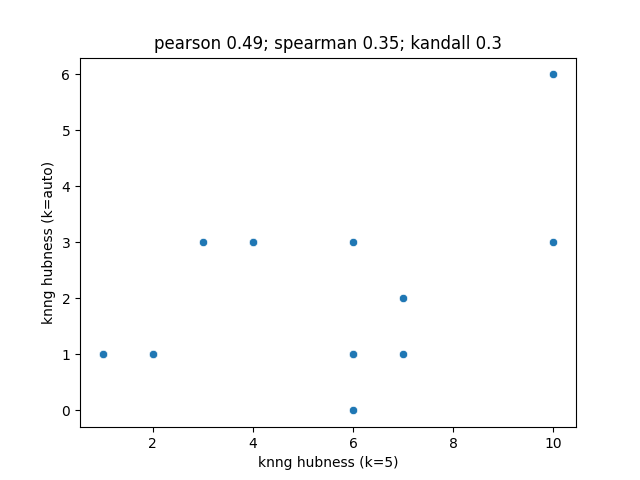 pearson 0.49; spearman 0.35; kandall 0.3
6
5
4
3
2
1
0
knng hubness (k=auto)
2 4 6 8 10
knng hubness (k=5)